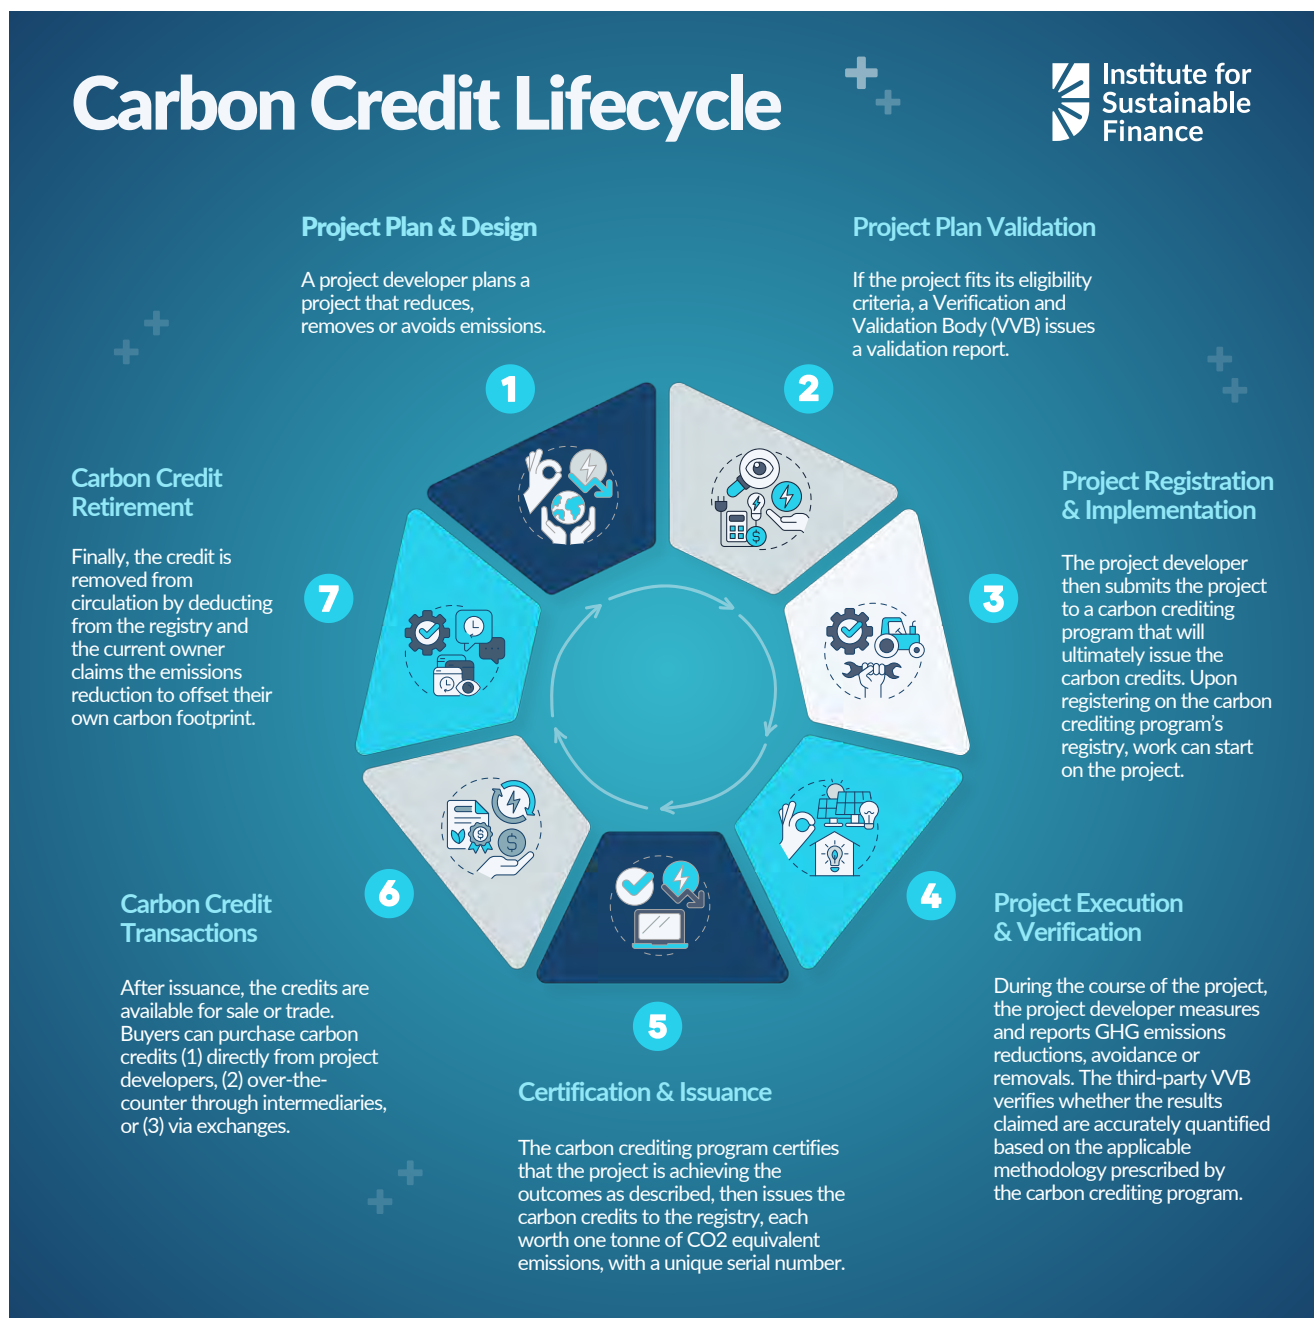 Carbon Credit Lifecycle
Institute for
Sustainable
Finance
Project Plan & Design
A project developer plans a
project that reduces,
removes or avoids emissions.
1
Project Plan Validation
If the project fits its eligibility
criteria, a Verification and
Validation Body (VVB) issues
a validation report.
2
Project Registration
& Implementation
The project developer
then submits the project
to a carbon crediting
program that will
ultimately issue the
carbon credits. Upon
registering on the carbon
crediting program's
registry, work can start
on the project.
3
Project Execution
& Verification
During the course of the project,
the project developer measures
and reports GHG emissions
reductions, avoidance or
removals. The third-party VVB
verifies whether the results
claimed are accurately quantified
based on the applicable
methodology prescribed by
the carbon crediting program.
4
5
Certification & Issuance
The carbon crediting program certifies
that the project is achieving the
outcomes as described, then issues the
carbon credits to the registry, each
worth one tonne of CO2 equivalent
emissions, with a unique serial number.
6
Carbon Credit
Transactions
After issuance, the credits are
available for sale or trade.
Buyers can purchase carbon
credits (1) directly from project
developers, (2) over-the-
counter through intermediaries,
or (3) via exchanges.
7
Carbon Credit
Retirement
Finally, the credit is
removed from
circulation by deducting
from the registry and
the current owner
claims the emissions
reduction to offset their
own carbon footprint.
$
$
$